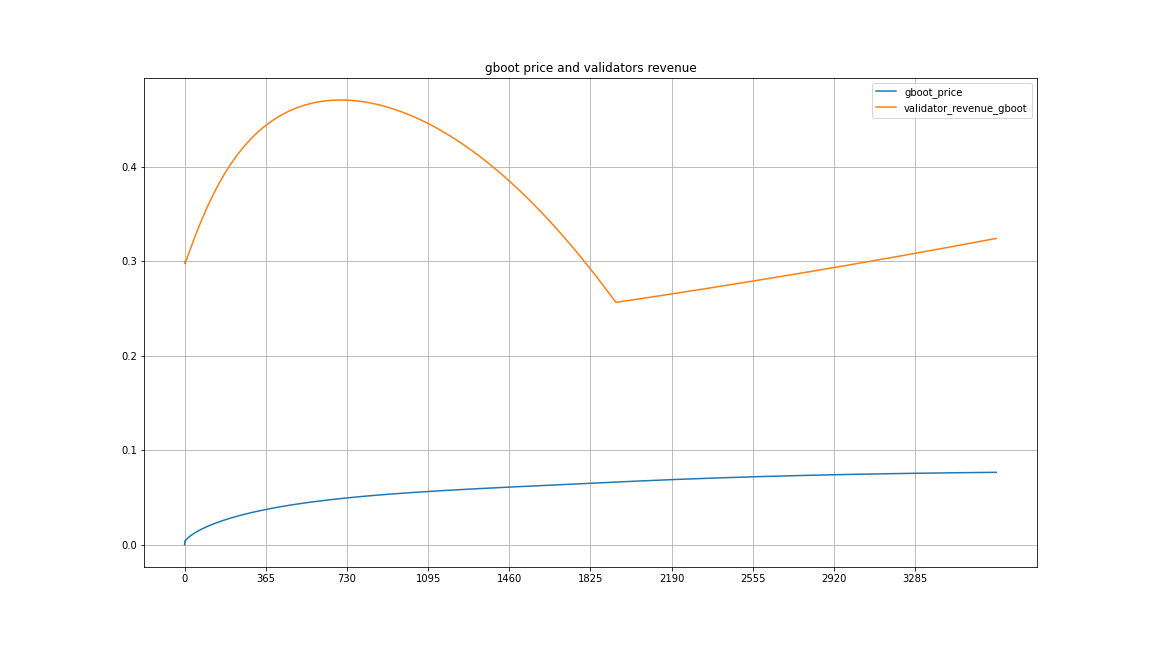 gboot price and validators revenue
gboot_price
validator_revenue_gboot
0.4
0.3
0.2
0.1
0.0
0 365 730 1095 1460 1825 2190 2555 2920 3285